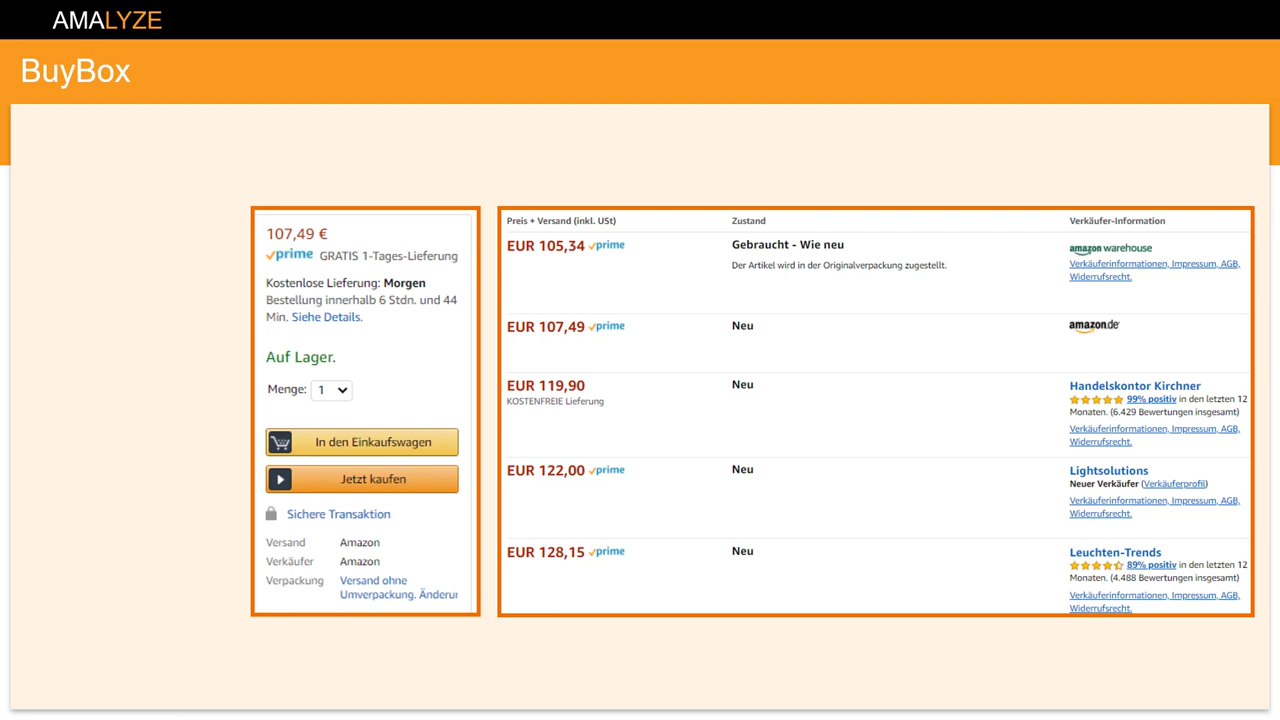 AMALYZE
BuyBox
107,49 €
prime GRATIS 1-Tages-Lieferung
Kostenlose Lieferung: Morgen
Bestellung innerhalb 6 Stdn. und 44
Min. Siehe Details.
Auf Lager.
Menge: 1
In den Einkaufswagen
Jetzt kaufen
Sichere Transaktion
Versand Amazon
Verkäufer Amazon
Verpackung Versand ohne
Umverpackung. Änderur
Preis + Versand (inkl. USt) Zustand Verkäufer-Information
EUR 105,34 prime Gebraucht - Wie neu amazon warehouse
Der Artikel wird in der Originalverpackung zugestellt. Verkäuferinformationen, Impressum, AGB,
Widerrufsrecht.
EUR 107,49 prime Neu amazon.de
EUR 119,90 Neu Handelskontor Kirchner
KOSTENFREIE Lieferung 99% positiv in den letzten 12
Monaten. (6.429 Bewertungen insgesamt)
Verkäuferinformationen, Impressum, AGB,
Widerrufsrecht.
EUR 122,00 prime Neu Lightsolutions
Neuer Verkäufer (Verkäuferprofil)
Verkäuferinformationen, Impressum, AGB,
Widerrufsrecht.
EUR 128,15 prime Neu Leuchten-Trends
89% positiv in den letzten 12
Monaten. (4.488 Bewertungen insgesamt)
Verkäuferinformationen, Impressum, AGB,
Widerrufsrecht.